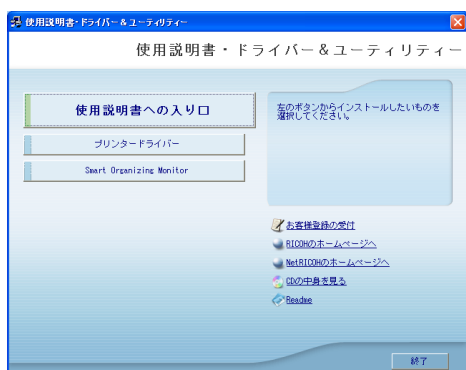 使用説明書・ドライバー&ユーティリティー
使用説明書・ドライバー&ユーティリティー
使用説明書への入り口
プリンタードライバー
Smart Organizing Monitor
左のボタンからインストールしたいものを
選択してください。
お客様登録の受付
RICOHのホームページへ
NetRICOHのホームページへ
CDの中身を見る
Readme
終了